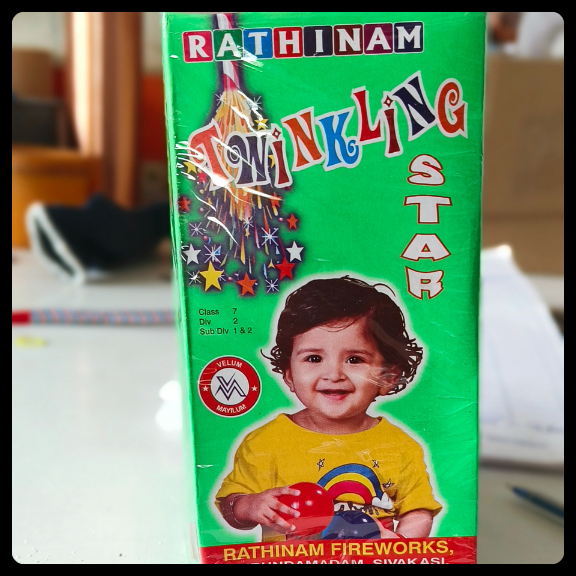 RATHINAM
TWINKLING
STAR
Class 7
Div 2
Sub Div 1 & 2
VELUM
MAYILUM
RATHINAM FIREWORKS,
SIVAKASI